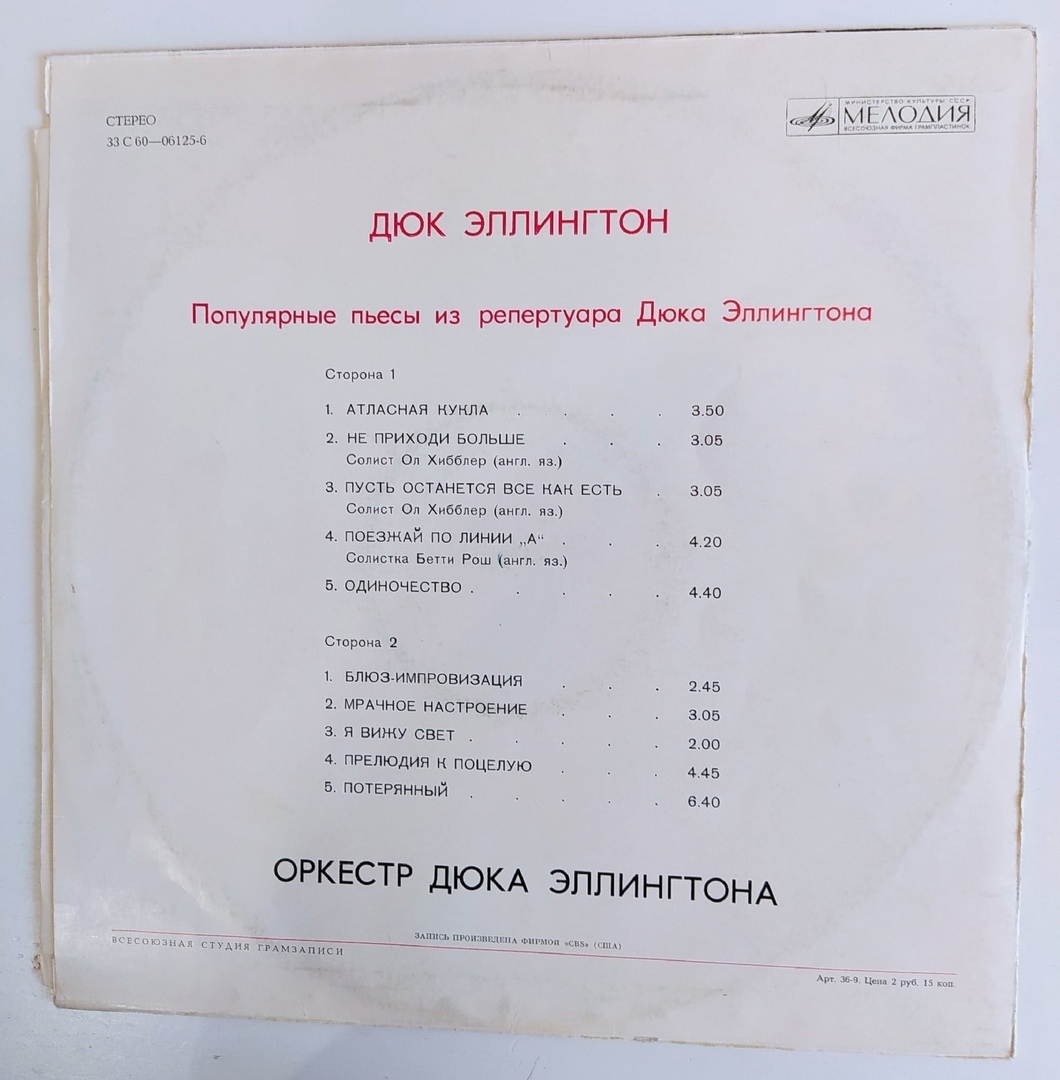 СТЕРЕО
33 С 60—06125-6
МИНИСТЕРСТВО КУЛЬТУРЫ СССР
МЕЛОДИЯ
ВСЕСОЮЗНАЯ ФИРМА ГРАМПЛАСТИНОК
ДЮК ЭЛЛИНГТОН
Популярные пьесы из репертуара Дюка Эллингтона
Сторона 1
1. АТЛАСНАЯ КУКЛА . . . . 3.50
2. НЕ ПРИХОДИ БОЛЬШЕ . . . 3.05
Солист Ол Хибблер (англ. яз.)
3. ПУСТЬ ОСТАНЕТСЯ ВСЕ КАК ЕСТЬ . 3.05
Солист Ол Хибблер (англ. яз.)
4. ПОЕЗЖАЙ ПО ЛИНИИ „А“ . . . 4.20
Солистка Бетти Рош (англ. яз.)
5. ОДИНОЧЕСТВО . . . . . 4.40
Сторона 2
1. БЛЮЗ-ИМПРОВИЗАЦИЯ . . . 2.45
2. МРАЧНОЕ НАСТРОЕНИЕ . . . 3.05
3. Я ВИЖУ СВЕТ . . . . . 2.00
4. ПРЕЛЮДИЯ К ПОЦЕЛУЮ . . . 4.45
5. ПОТЕРЯННЫЙ . . . . . 6.40
ОРКЕСТР ДЮКА ЭЛЛИНГТОНА
ВСЕСОЮЗНАЯ СТУДИЯ ГРАМЗАПИСИ
ЗАПИСЬ ПРОИЗВЕДЕНА ФИРМОЙ «CBS» (США)
Арт. 36-9. Цена 2 руб. 15 коп.